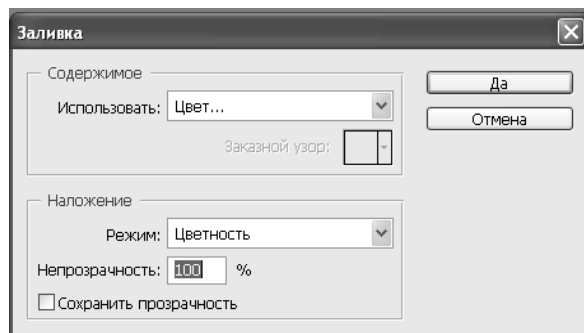 Заливка
Содержимое
Использовать: Цвет...
Заказной узор:
Да
Отмена
Наложение
Режим: Цветность
Непрозрачность: 100 %
Сохранить прозрачность